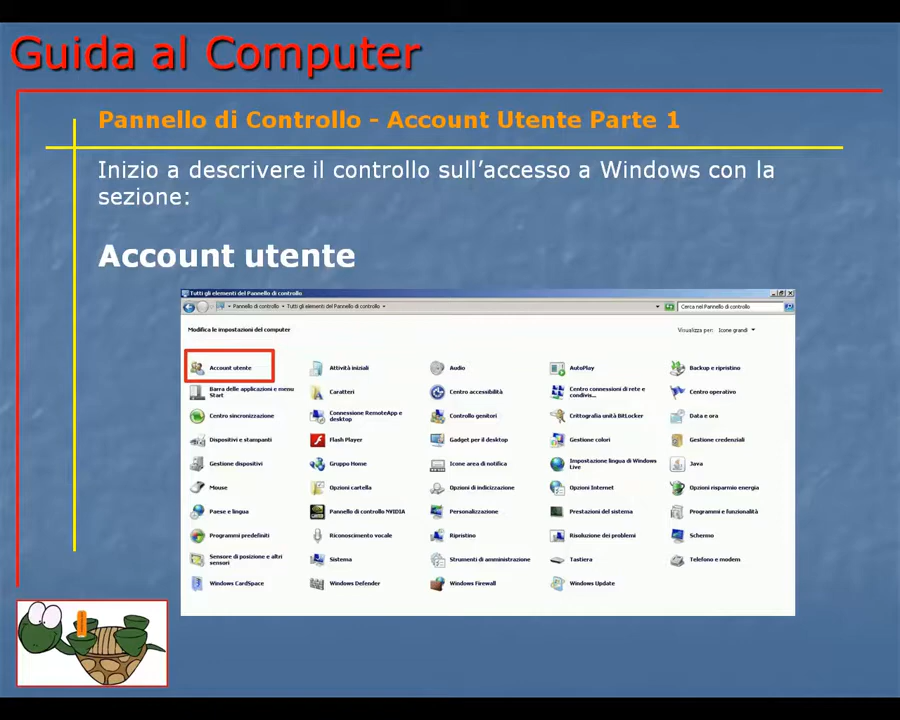 Guida al Computer
Pannello di Controllo - Account Utente Parte 1
Inizio a descrivere il controllo sull’accesso a Windows con la
sezione:
Account utente
Tutti gli elementi del Pannello di controllo
Pannello di controllo Tutti gli elementi del Pannello di controllo
Cerca nel Pannello di controllo
Modifica le impostazioni del computer
Visualizza per: Icone grandi
Account utente
Attività iniziali
Audio
AutoPlay
Backup e ripristino
Barra delle applicazioni e menu
Start
Caratteri
Centro accessibilità
Centro connessioni di rete e
condivis...
Centro operativo
Centro sincronizzazione
Connessione RemoteApp e
desktop
Controllo genitori
Crittografia unità BitLocker
Data e ora
Dispositivi e stampanti
Flash Player
Gadget per il desktop
Gestione colori
Gestione credenziali
Gestione dispositivi
Gruppo Home
Icone area di notifica
Impostazione lingua di Windows
Live
Java
Mouse
Opzioni cartella
Opzioni di indicizzazione
Opzioni Internet
Opzioni risparmio energia
Paese e lingua
Pannello di controllo NVIDIA
Personalizzazione
Prestazioni del sistema
Programmi e funzionalità
Programmi predefiniti
Riconoscimento vocale
Ripristino
Risoluzione dei problemi
Schermo
Sensore di posizione e altri
sensori
Sistema
Strumenti di amministrazione
Tastiera
Telefono e modem
Windows CardSpace
Windows Defender
Windows Firewall
Windows Update